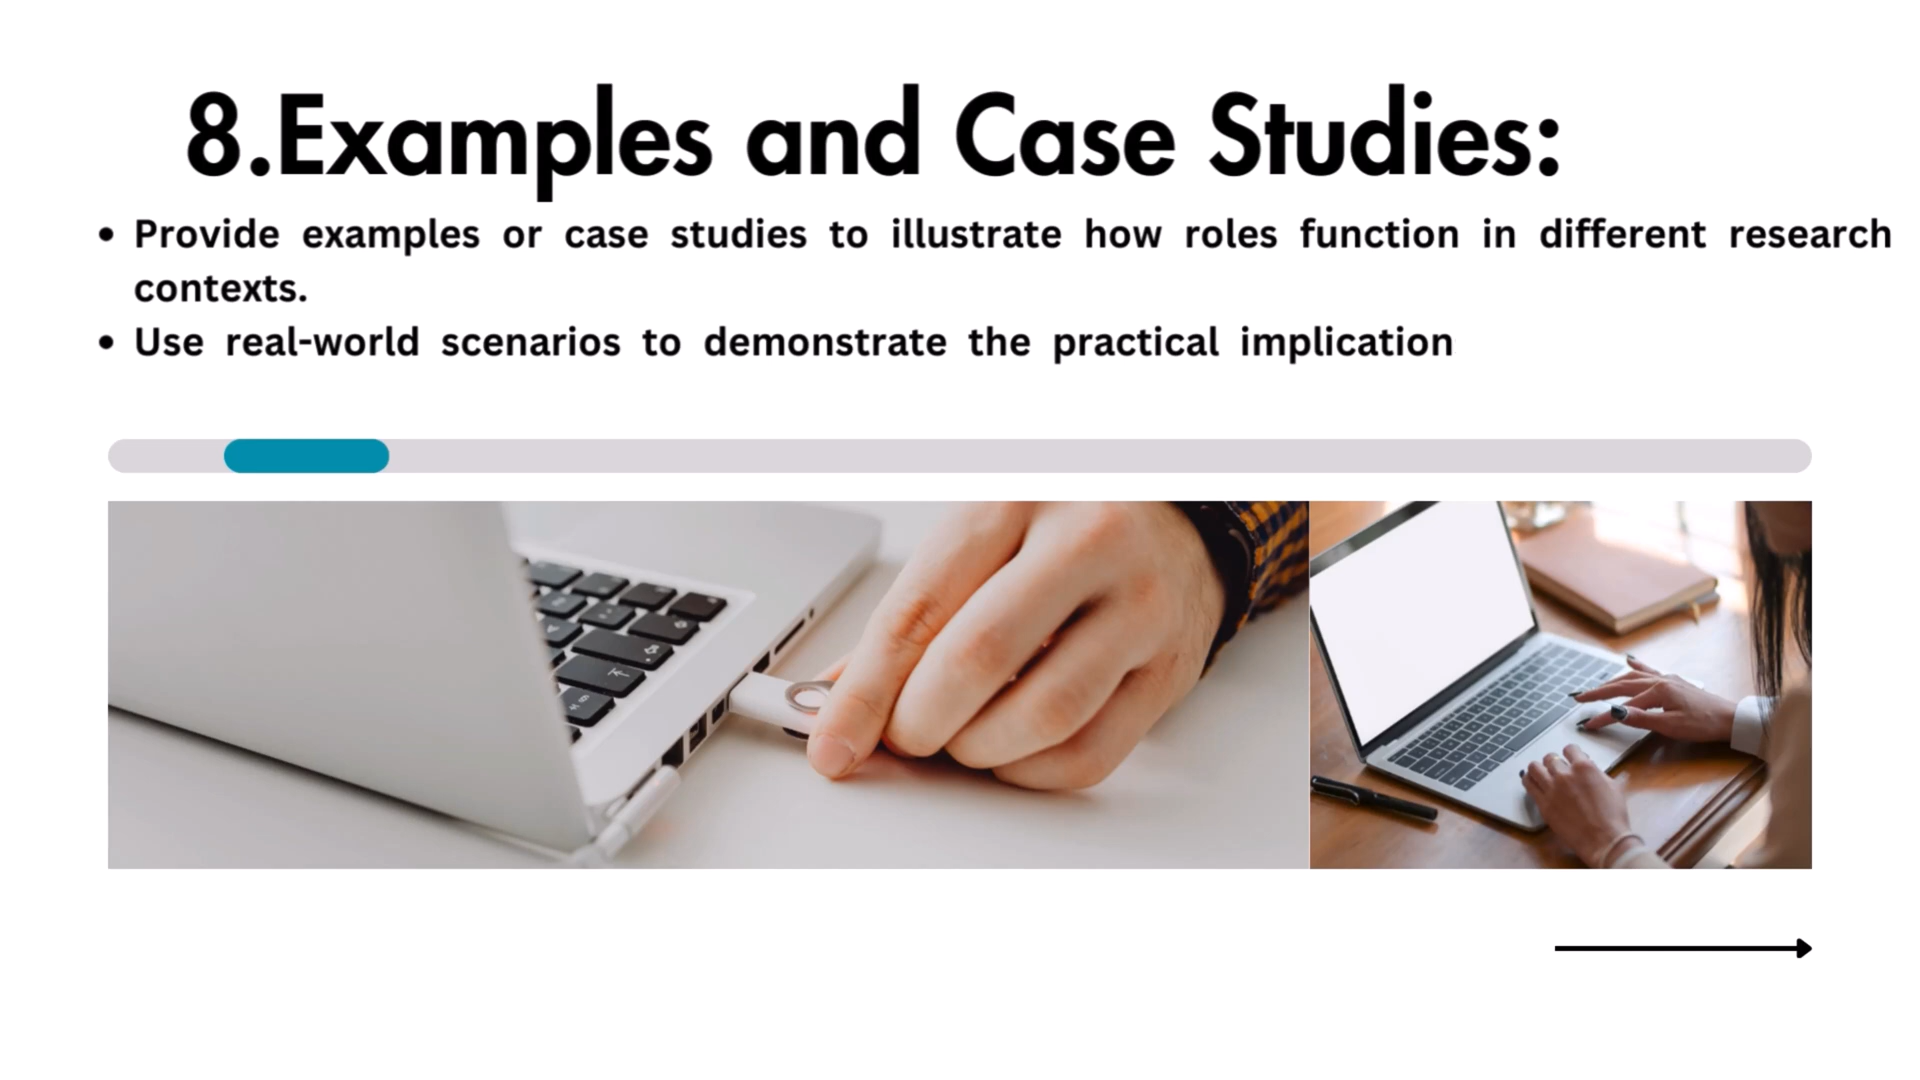 8.Examples and Case Studies:
• Provide examples or case studies to illustrate how roles function in different research
contexts.
• Use real-world scenarios to demonstrate the practical implication